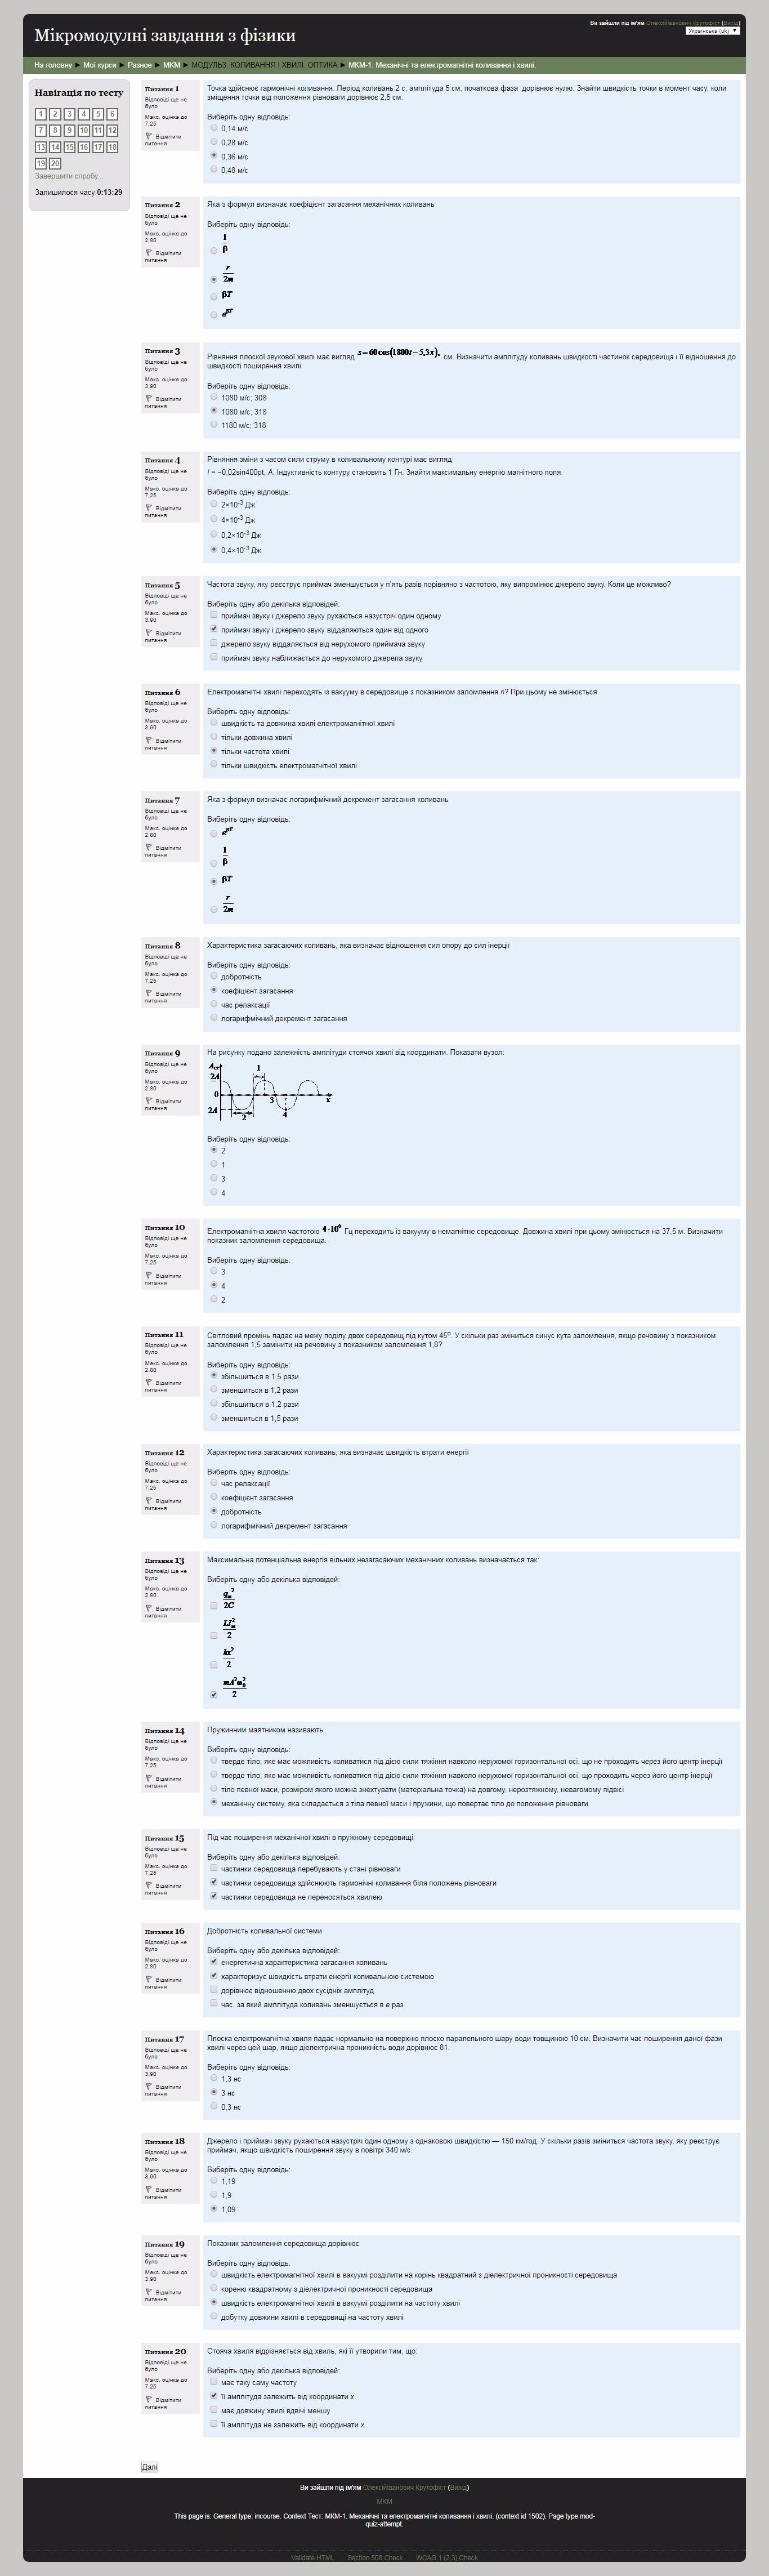 Ви зайшли під ім'ям ОлексійІванович Крутофіст (Вихід)
Мікромодулні завдання з фізики
Українська (uk)
На головну ► Мої курси ► Разное ► МКМ ► МОДУЛЬ3. КОЛИВАННЯ І ХВИЛІ. ОПТИКА ► МКМ-1. Механічні та електромагнітні коливання і хвилі.
Навігація по тесту
1 2 3 4 5 6
7 8 9 10 11 12
13 14 15 16 17 18
19 20
Завершити спробу...
Залишилося часу 0:13:29
Питання 1
Відповіді ще не
було
Макс. оцінка до
7,25
Відмітити
питання
Точка здійснює гармонічні коливання. Період коливань 2 с, амплітуда 5 см, початкова фаза дорівнює нулю. Знайти швидкість точки в момент часу, коли
зміщення точки від положення рівноваги дорівнює 2,5 см.
Виберіть одну відповідь:
0,14 м/с
0,28 м/с
0,36 м/с
0,48 м/с
Питання 2
Відповіді ще не
було
Макс. оцінка до
2,80
Відмітити
питання
Яка з формул визначає коефіцієнт загасання механічних коливань
Виберіть одну відповідь:
1/β
r/2m
βT
e^βT
Питання 3
Відповіді ще не
було
Макс. оцінка до
3,90
Відмітити
питання
Рівняння плоскої звукової хвилі має вигляд s = 60cos(1800t − 5,3x), см. Визначити амплітуду коливань швидкості частинок середовища і її відношення до
швидкості поширення хвилі.
Виберіть одну відповідь:
1080 м/с; 308
1080 м/с; 318
1180 м/с; 318
Питання 4
Відповіді ще не
було
Макс. оцінка до
7,25
Відмітити
питання
Рівняння зміни з часом сили струму в коливальному контурі має вигляд
I = −0,02sin400pt, А. Індуктивність контуру становить 1 Гн. Знайти максимальну енергію магнітного поля.
Виберіть одну відповідь:
2×10⁻³ Дж
4×10⁻³ Дж
0,2×10⁻³ Дж
0,4×10⁻³ Дж
Питання 5
Відповіді ще не
було
Макс. оцінка до
3,90
Відмітити
питання
Частота звуку, яку реєструє приймач зменшується у п'ять разів порівняно з частотою, яку випромінює джерело звуку. Коли це можливо?
Виберіть одну або декілька відповідей:
приймач звуку і джерело звуку рухаються назустріч один одному
приймач звуку і джерело звуку віддаляються один від одного
джерело звуку віддаляється від нерухомого приймача звуку
приймач звуку наближається до нерухомого джерела звуку
Питання 6
Відповіді ще не
було
Макс. оцінка до
3,90
Відмітити
питання
Електромагнітні хвилі переходять із вакууму в середовище з показником заломлення n? При цьому не змінюється
Виберіть одну відповідь:
швидкість та довжина хвилі електромагнітної хвилі
тільки довжина хвилі
тільки частота хвилі
тільки швидкість електромагнітної хвилі
Питання 7
Відповіді ще не
було
Макс. оцінка до
2,80
Відмітити
питання
Яка з формул визначає логарифмічний декремент загасання коливань
Виберіть одну відповідь:
e^βT
1/β
βT
r/2m
Питання 8
Відповіді ще не
було
Макс. оцінка до
7,25
Відмітити
питання
Характеристика загасаючих коливань, яка визначає відношення сил опору до сил інерції
Виберіть одну відповідь:
добротність
коефіцієнт загасання
час релаксації
логарифмічний декремент загасання
Питання 9
Відповіді ще не
було
Макс. оцінка до
2,80
Відмітити
питання
На рисунку подано залежність амплітуди стоячої хвилі від координати. Показати вузол:
Aст
2A 1
0 3 x
2A 2 4
Виберіть одну відповідь:
2
1
3
4
Питання 10
Відповіді ще не
було
Макс. оцінка до
7,25
Відмітити
питання
Електромагнітна хвиля частотою 4·10⁶ Гц переходить із вакууму в немагнітне середовище. Довжина хвилі при цьому змінюється на 37,5 м. Визначити
показник заломлення середовища.
Виберіть одну відповідь:
3
4
2
Питання 11
Відповіді ще не
було
Макс. оцінка до
2,80
Відмітити
питання
Світловий промінь падає на межу поділу двох середовищ під кутом 45⁰. У скільки раз зміниться синус кута заломлення, якщо речовину з показником
заломлення 1,5 замінити на речовину з показником заломлення 1,8?
Виберіть одну відповідь:
збільшиться в 1,5 рази
зменшиться в 1,2 рази
збільшиться в 1,2 рази
зменшиться в 1,5 рази
Питання 12
Відповіді ще не
було
Макс. оцінка до
7,25
Відмітити
питання
Характеристика загасаючих коливань, яка визначає швидкість втрати енергії
Виберіть одну відповідь:
час релаксації
коефіцієнт загасання
добротність
логарифмічний декремент загасання
Питання 13
Відповіді ще не
було
Макс. оцінка до
2,80
Відмітити
питання
Максимальна потенціальна енергія вільних незагасаючих механічних коливань визначається так:
Виберіть одну або декілька відповідей:
qₘ²/2C
LIₘ²/2
kx²/2
mA²ω₀²/2
Питання 14
Відповіді ще не
було
Макс. оцінка до
7,25
Відмітити
питання
Пружинним маятником називають
Виберіть одну відповідь:
тверде тіло, яке має можливість коливатися під дією сили тяжіння навколо нерухомої горизонтальної осі, що не проходить через його центр інерції
тверде тіло, яке має можливість коливатися під дією сили тяжіння навколо нерухомої горизонтальної осі, що проходить через його центр інерції
тіло певної маси, розміром якого можна знехтувати (матеріальна точка) на довгому, нерозтяжному, невагомому підвісі
механічну систему, яка складається з тіла певної маси і пружини, що повертає тіло до положення рівноваги
Питання 15
Відповіді ще не
було
Макс. оцінка до
7,25
Відмітити
питання
Під час поширення механічної хвилі в пружному середовищі:
Виберіть одну або декілька відповідей:
частинки середовища перебувають у стані рівноваги
частинки середовища здійснюють гармонічні коливання біля положень рівноваги
частинки середовища не переносяться хвилею
Питання 16
Відповіді ще не
було
Макс. оцінка до
2,80
Відмітити
питання
Добротність коливальної системи
Виберіть одну або декілька відповідей:
енергетична характеристика загасання коливань
характеризує швидкість втрати енергії коливальною системою
дорівнює відношенню двох сусідніх амплітуд
час, за який амплітуда коливань зменшується в e раз
Питання 17
Відповіді ще не
було
Макс. оцінка до
3,90
Відмітити
питання
Плоска електромагнітна хвиля падає нормально на поверхню плоско паралельного шару води товщиною 10 см. Визначити час поширення даної фази
хвилі через цей шар, якщо діелектрична проникність води дорівнює 81.
Виберіть одну відповідь:
1,3 нс
3 нс
0,3 нс
Питання 18
Відповіді ще не
було
Макс. оцінка до
3,90
Відмітити
питання
Джерело і приймач звуку рухаються назустріч один одному з однаковою швидкістю — 150 км/год. У скільки разів зміниться частота звуку, яку реєструє
приймач, якщо швидкість поширення звуку в повітрі 340 м/с.
Виберіть одну відповідь:
1,19
1,9
1,09
Питання 19
Відповіді ще не
було
Макс. оцінка до
3,90
Відмітити
питання
Показник заломлення середовища дорівнює
Виберіть одну відповідь:
швидкість електромагнітної хвилі в вакуумі розділити на корінь квадратний з діелектричної проникності середовища
кореню квадратному з діелектричної проникності середовища
швидкість електромагнітної хвилі в вакуумі розділити на частоту хвилі
добутку довжини хвилі в середовищі на частоту хвилі
Питання 20
Відповіді ще не
було
Макс. оцінка до
7,25
Відмітити
питання
Стояча хвиля відрізняється від хвиль, які її утворили тим, що:
Виберіть одну або декілька відповідей:
має таку саму частоту
її амплітуда залежить від координати x
має довжину хвилі вдвічі меншу
її амплітуда не залежить від координати x
Далі
Ви зайшли під ім'ям ОлексійІванович Крутофіст (Вихід)
МКМ
This page is: General type: incourse. Context Тест: МКМ-1. Механічні та електромагнітні коливання і хвилі. (context id 1502). Page type mod-
quiz-attempt.
Validate HTML Section 508 Check WCAG 1 (2,3) Check